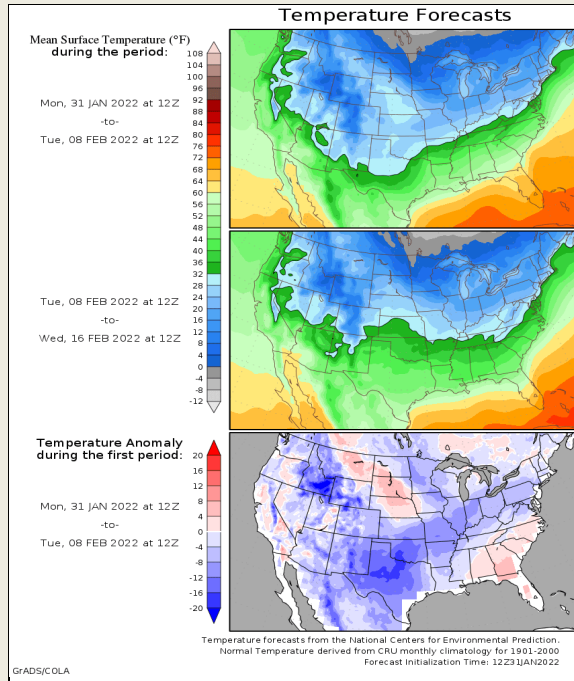 Temperature Forecasts
Mean Surface Temperature (°F)
during the period:
Mon, 31 JAN 2022 at 12Z
-to-
Tue, 08 FEB 2022 at 12Z
108
104
100
96
92
88
84
80
76
72
68
64
60
56
52
48
44
40
36
32
28
24
20
16
12
8
4
0
-4
-8
-12
Tue, 08 FEB 2022 at 12Z
-to-
Wed, 16 FEB 2022 at 12Z
Temperature Anomaly
during the first period:
Mon, 31 JAN 2022 at 12Z
-to-
Tue, 08 FEB 2022 at 12Z
20
16
12
8
4
0
-4
-8
-12
-16
-20
Temperature forecasts from the National Centers for Environmental Prediction.
Normal Temperature derived from CRU monthly climatology for 1901-2000
Forecast Initialization Time: 12Z31JAN2022
GrADS/COLA